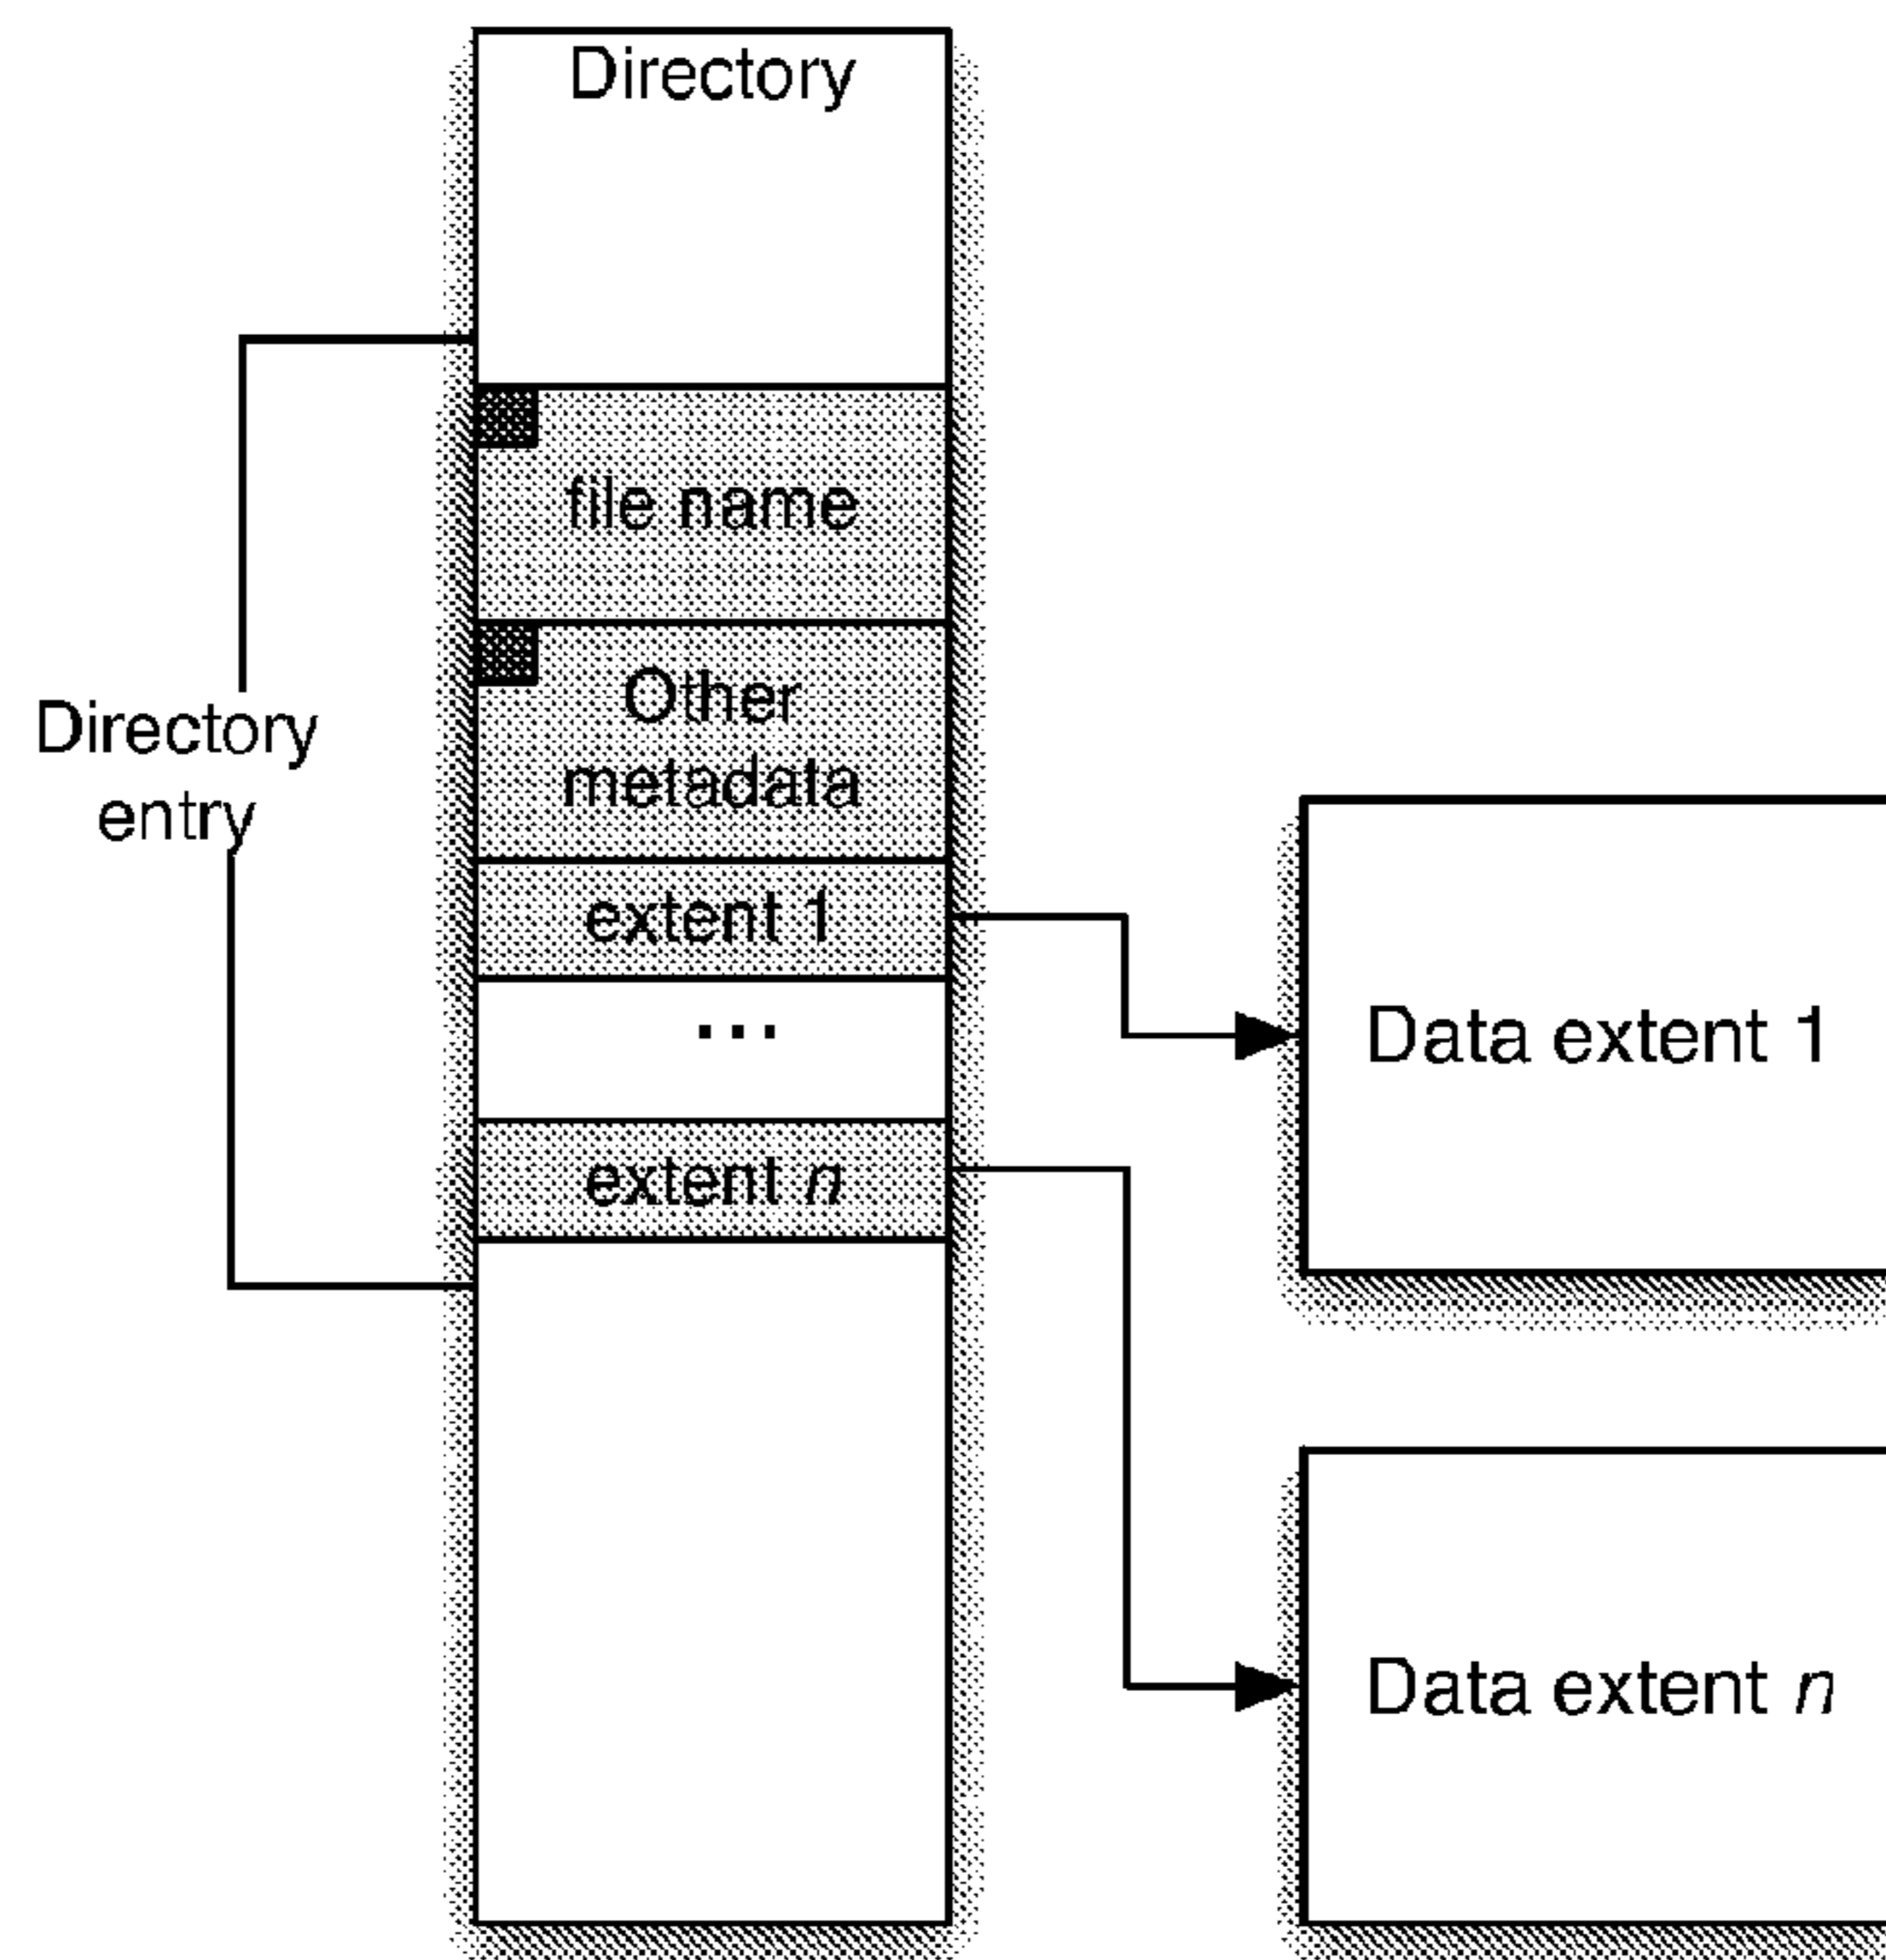 Directory
file name
Other
metadata
Directory
entry
extent 1
...
extent n
Data extent 1
Data extent n